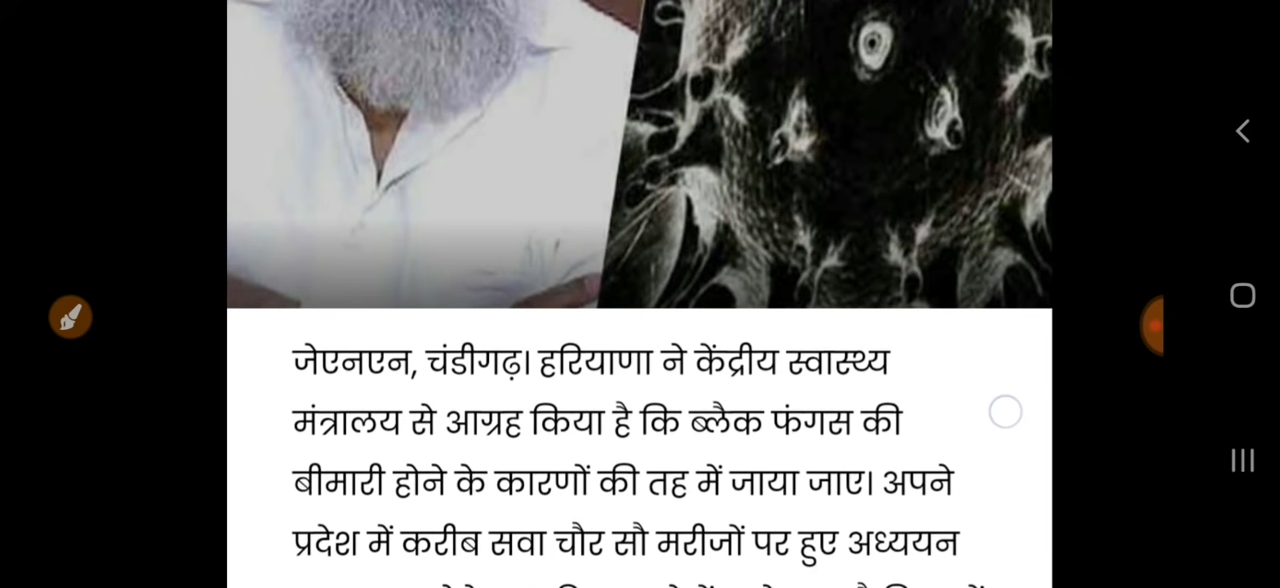 जेएनएन, चंडीगढ़। हरियाणा ने केंद्रीय स्वास्थ्य
मंत्रालय से आग्रह किया है कि ब्लैक फंगस की
बीमारी होने के कारणों की तह में जाया जाए। अपने
प्रदेश में करीब सवा चौर सौ मरीजों पर हुए अध्ययन